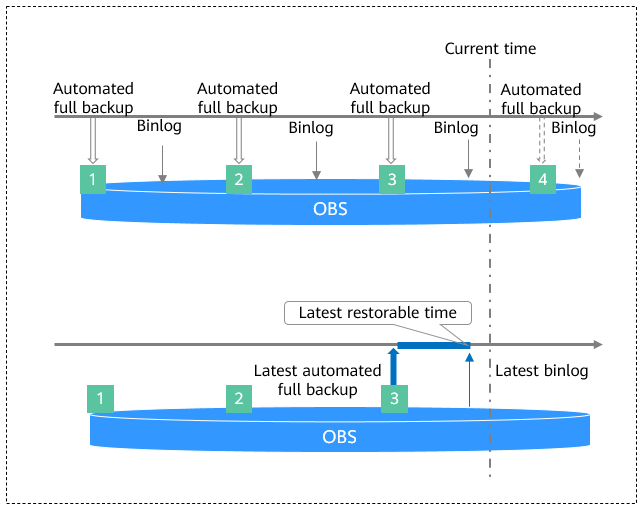 Current time
Automated
full backup
Automated
full backup
Automated
full backup
Automated
full backup
Binlog
Binlog
Binlog
Binlog
1
2
3
4
OBS
Latest restorable time
Latest automated
full backup
Latest binlog
1
2
3
OBS